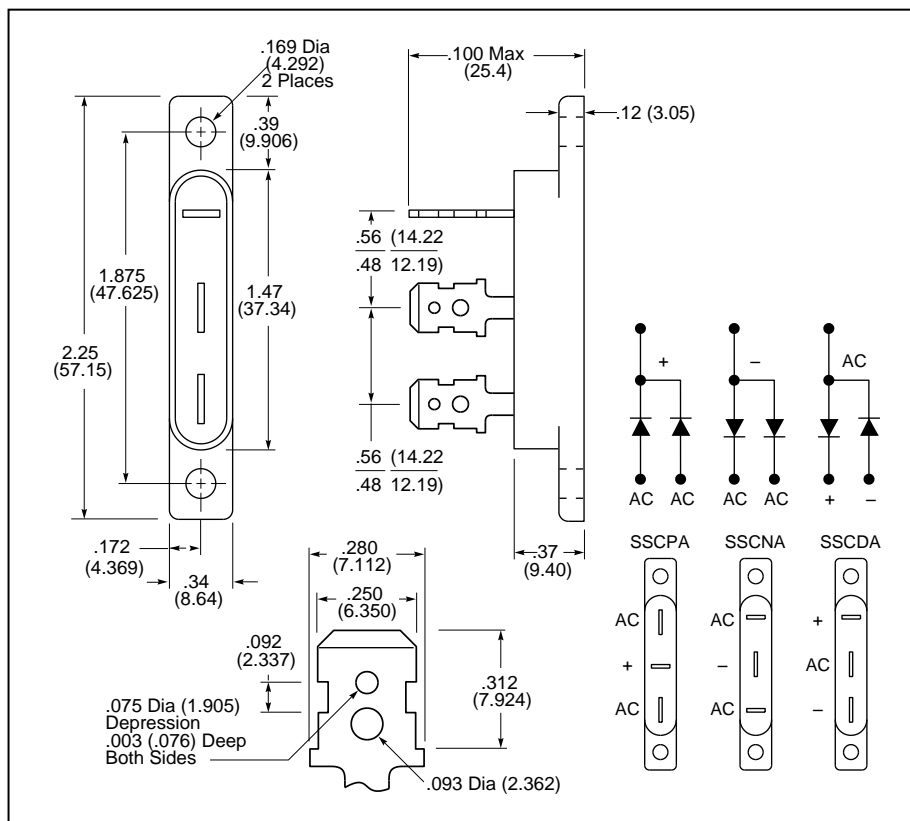 .169 Dia
(4.292)
2 Places
.39
(9.906)
1.875
(47.625)
1.47
(37.34)
2.25
(57.15)
.172
(4.369)
.34
(8.64)
.100 Max
(25.4)
.12 (3.05)
.56 (14.22
.48 12.19)
.56 (14.22
.48 12.19)
.37
(9.40)
.280
(7.112)
.250
(6.350)
.092
(2.337)
.312
(7.924)
.075 Dia (1.905)
Depression
.003 (.076) Deep
Both Sides
.093 Dia (2.362)
+ – AC
AC AC AC AC + –
SSCPA SSCNA SSCDA
AC AC +
+ – AC
AC AC –